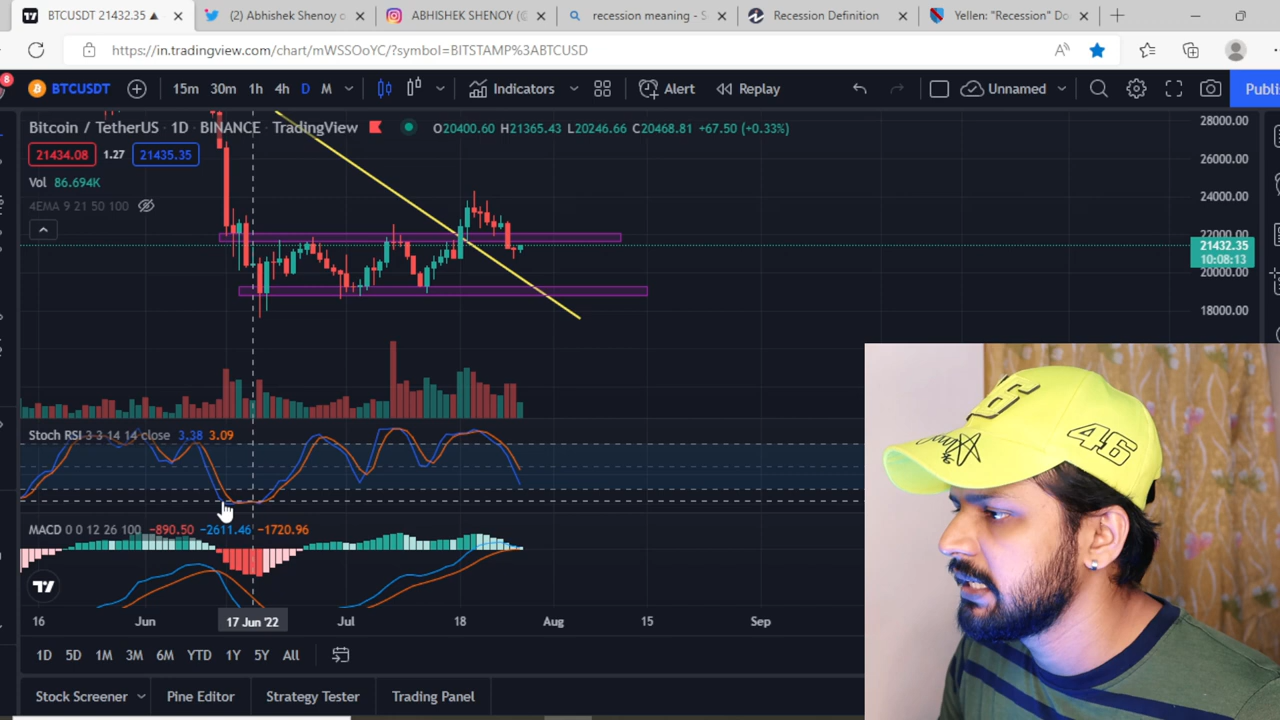 BTCUSDT 21432.35 ▲
(2) Abhishek Shenoy
ABHISHEK SHENOY (@
recession meaning - S
Recession Definition
Yellen: "Recession" Do
https://in.tradingview.com/chart/mWSSOoYC/?symbol=BITSTAMP%3ABTCUSD
8
BTCUSDT
15m 30m 1h 4h D M
Indicators
Alert
Replay
Unnamed
Publi
Bitcoin / TetherUS · 1D · BINANCE · TradingView
O20400.60 H21365.43 L20246.66 C20468.81 +67.50 (+0.33%)
21434.08 1.27 21435.35
Vol 86.694K
4EMA 9 21 50 100
28000.00
26000.00
24000.00
22000.00
21432.35
10:08:13
20000.00
18000.00
Stoch RSI 3 3 14 14 close 3.38 3.09
MACD 0 0 12 26 100 −890.50 −2611.46 −1720.96
16 Jun 17 Jun '22 Jul 18 Aug 15 Sep
1D 5D 1M 3M 6M YTD 1Y 5Y All
Stock Screener Pine Editor Strategy Tester Trading Panel
46